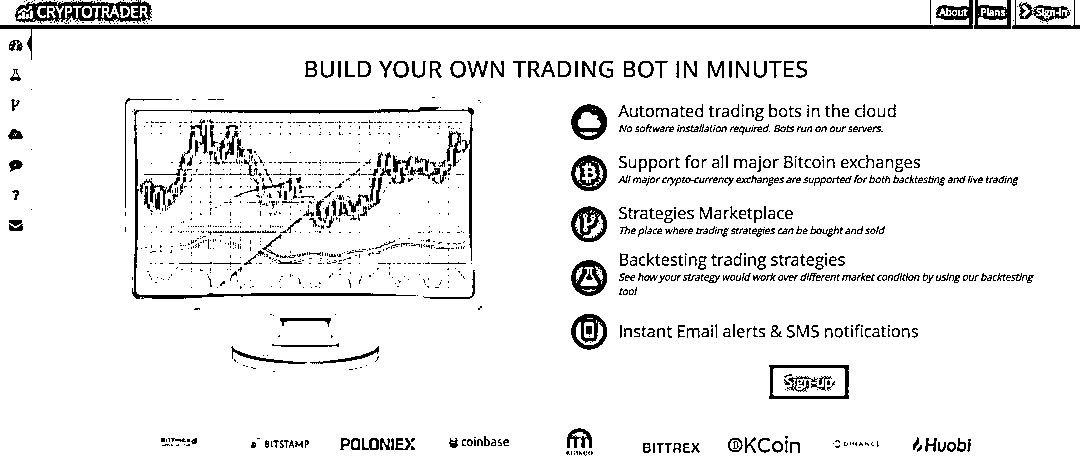 CRYPTOTRADER
About Plans Sign-in
BUILD YOUR OWN TRADING BOT IN MINUTES
Automated trading bots in the cloud
No software installation required. Bots run on our servers.
Support for all major Bitcoin exchanges
All major crypto-currency exchanges are supported for both backtesting and live trading
Strategies Marketplace
The place where trading strategies can be bought and sold
Backtesting trading strategies
See how your strategy would work over different market condition by using our backtesting
tool
Instant Email alerts & SMS notifications
Sign-up
BITSTAMP POLONIEX coinbase BITTREX OKCoin BINANCE Huobi